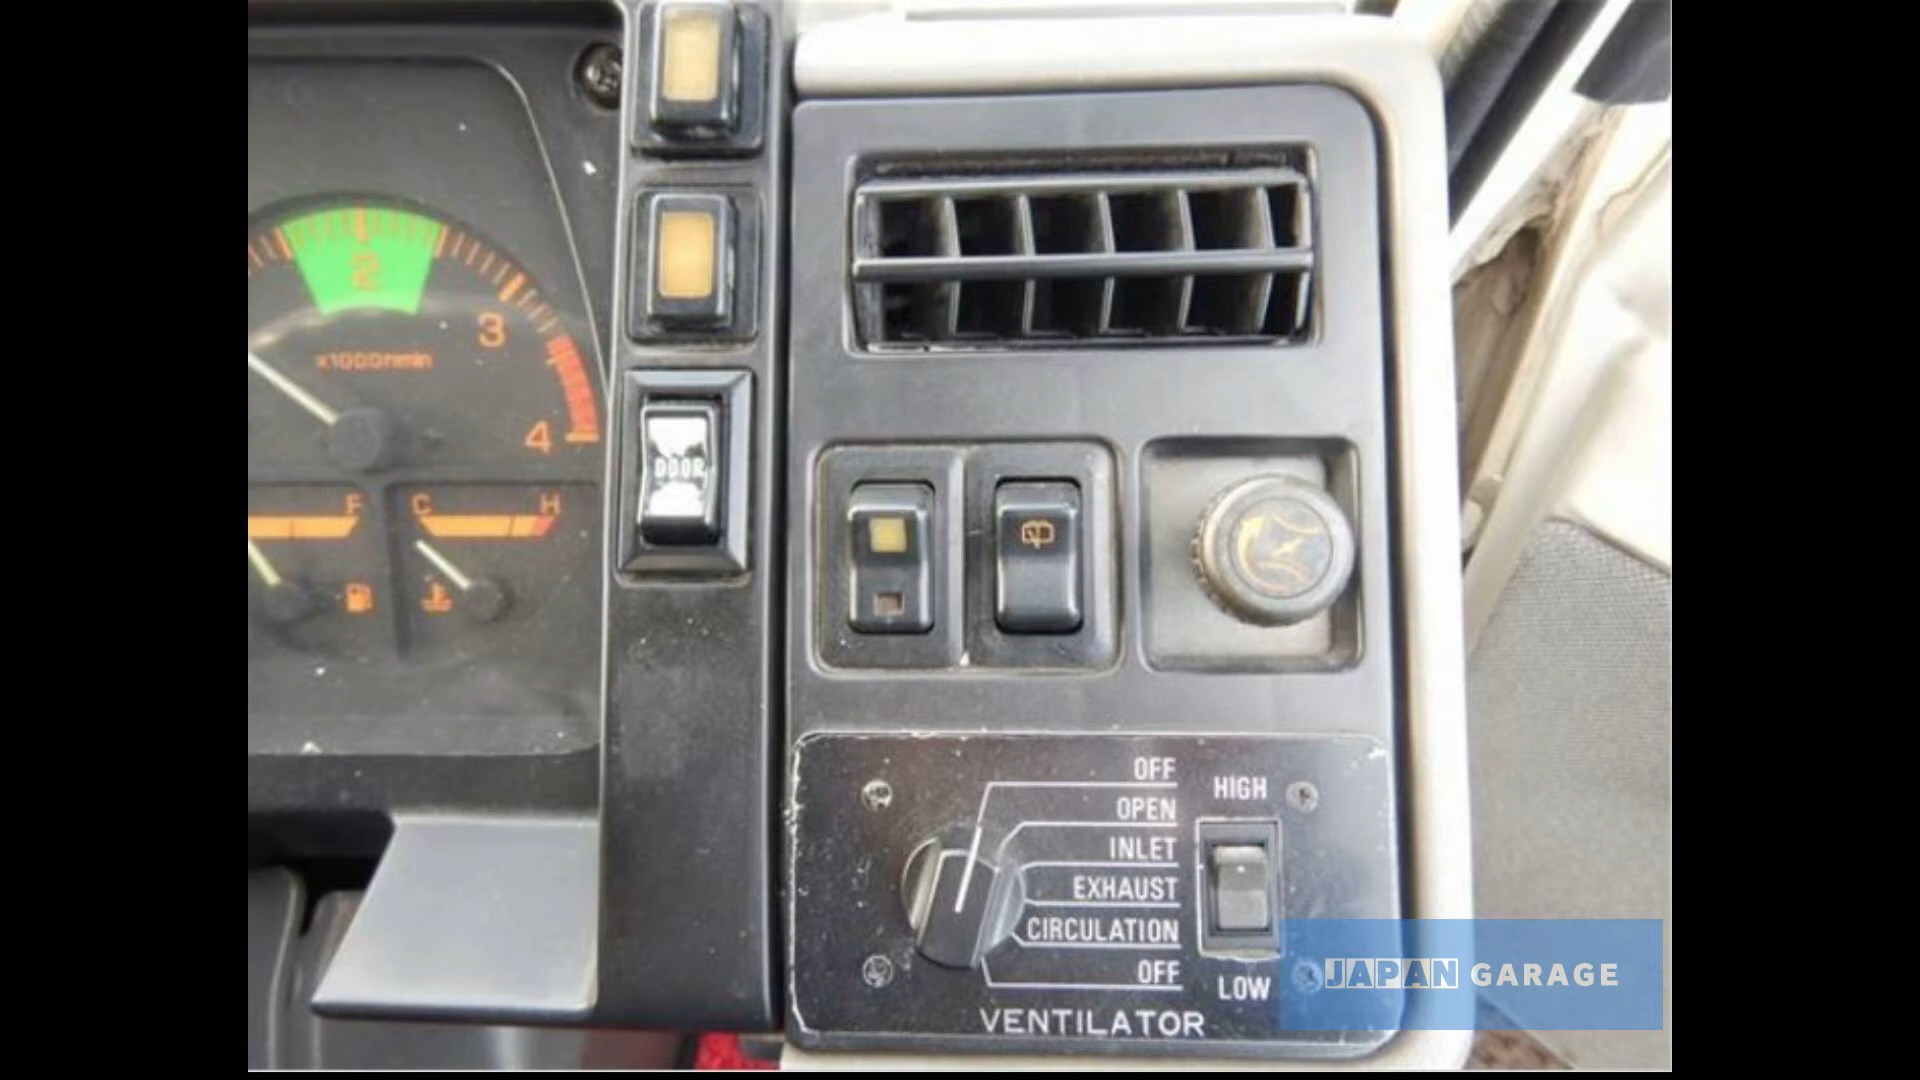 2
3
x1000r/min
4
F
C H
DOOR
OFF
OPEN
INLET
EXHAUST
CIRCULATION
OFF
HIGH
LOW
VENTILATOR
JAPAN GARAGE